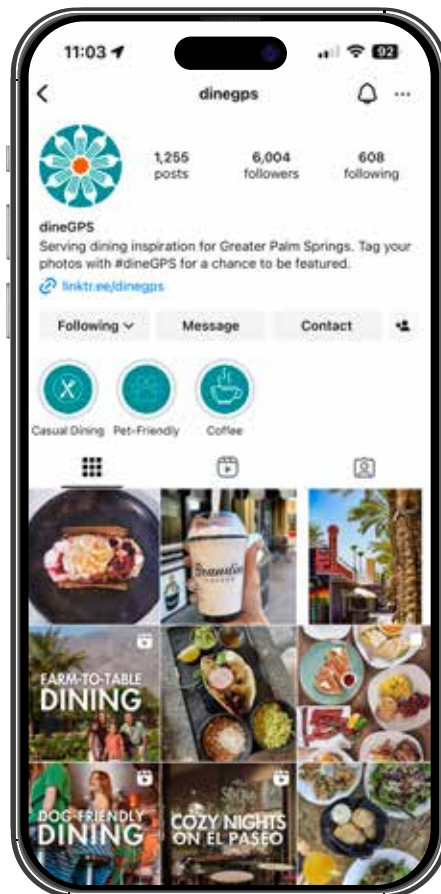 11:03
92
dinegps
1,255
posts
6,004
followers
608
following
dineGPS
Serving dining inspiration for Greater Palm Springs. Tag your
photos with #dineGPS for a chance to be featured.
linktr.ee/dinegps
Following
Message
Contact
Casual Dining
Pet-Friendly
Coffee
FARM-TO-TABLE
DINING
DOG-FRIENDLY
DINING
COZY NIGHTS
ON EL PASEO